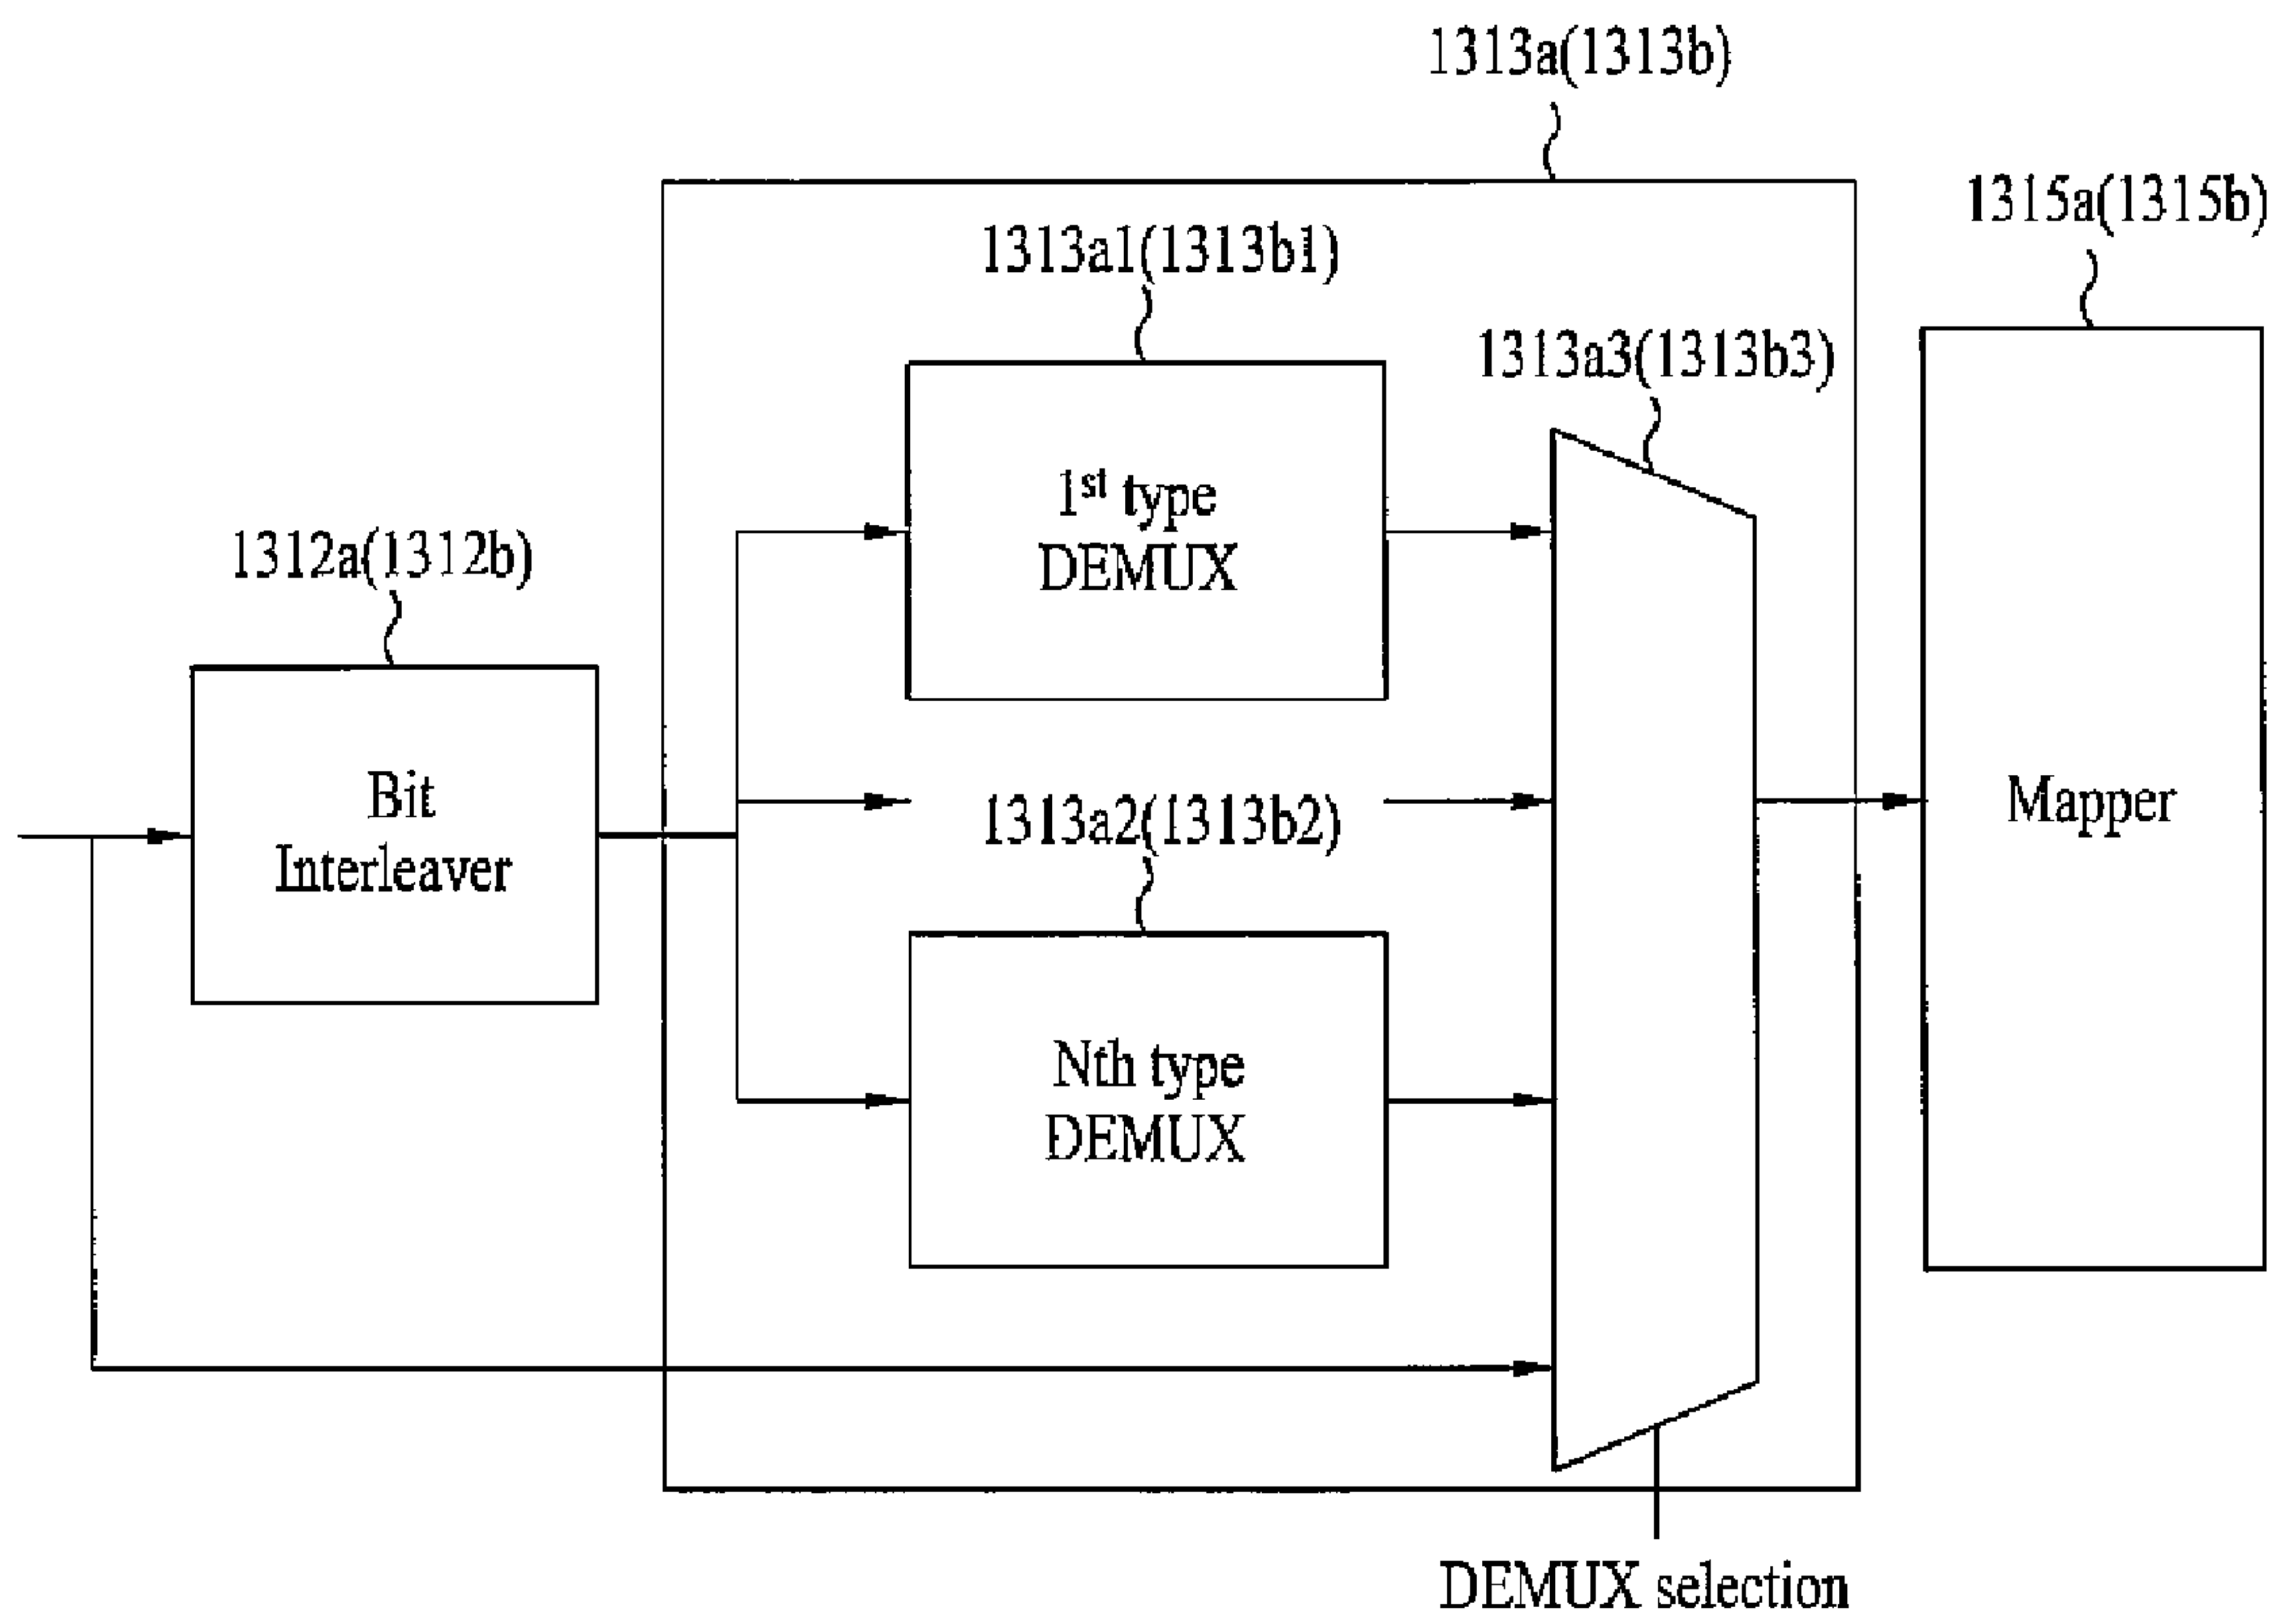 1313a(1313b)
1315a(1315b)
1313a1(1313b1)
1313a3(1313b3)
1st type
DEMUX
1312a(1312b)
Bit
Interleaver
1313a2(1313b2)
Mapper
Nth type
DEMUX
DEMUX selection